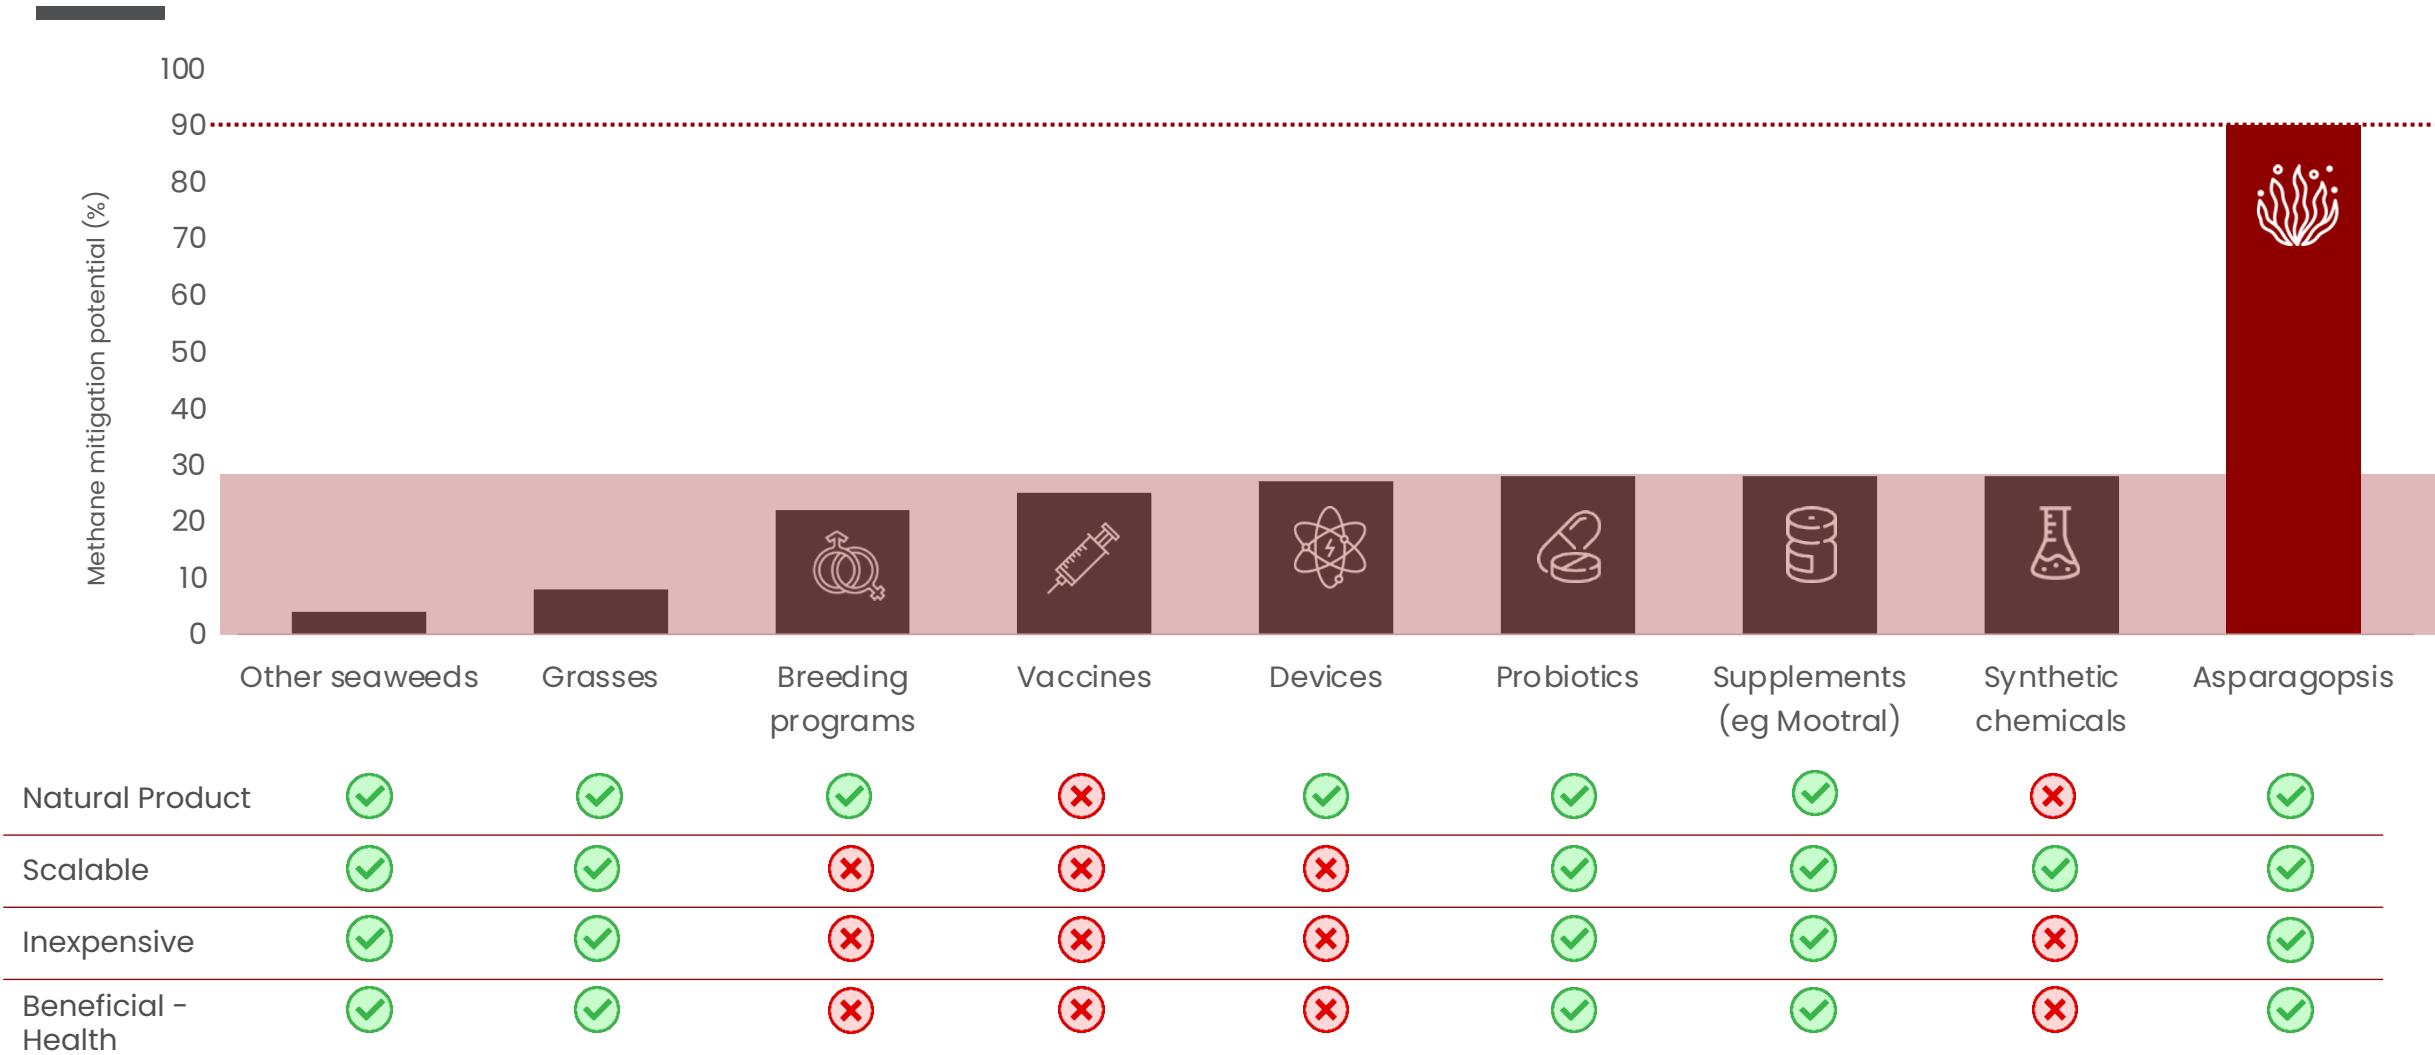 100
90
80
70
60
50
40
30
20
10
0
Methane mitigation potential (%)
Other seaweeds
Grasses
Breeding
programs
Vaccines
Devices
Probiotics
Supplements
(eg Mootral)
Synthetic
chemicals
Asparagopsis
Natural Product
Scalable
Inexpensive
Beneficial -
Health